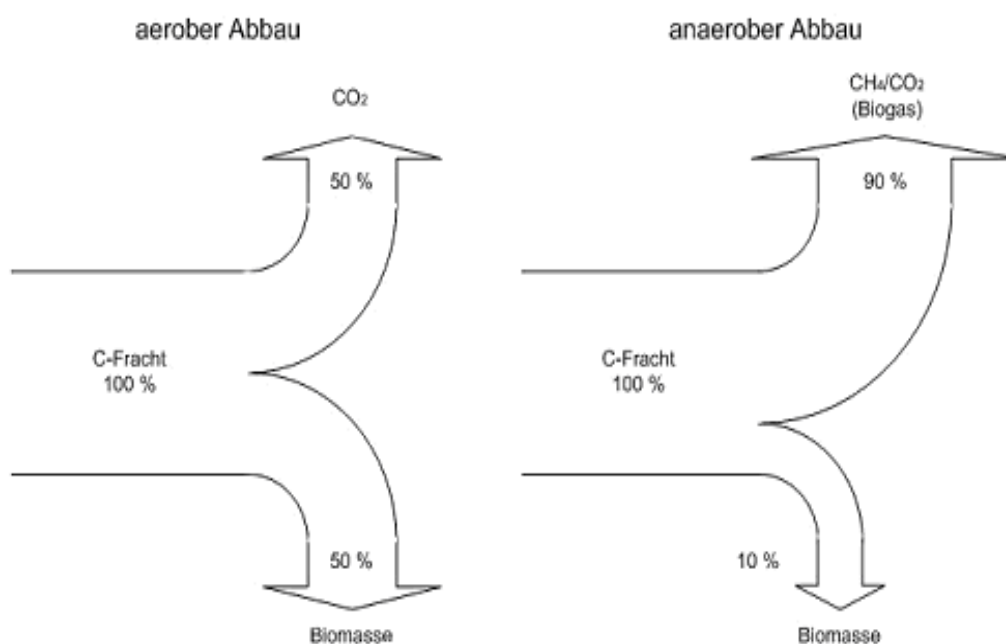 aerober Abbau
CO₂
50 %
C-Fracht
100 %
50 %
Biomasse
anaerober Abbau
CH₄/CO₂
(Biogas)
90 %
C-Fracht
100 %
10 %
Biomasse